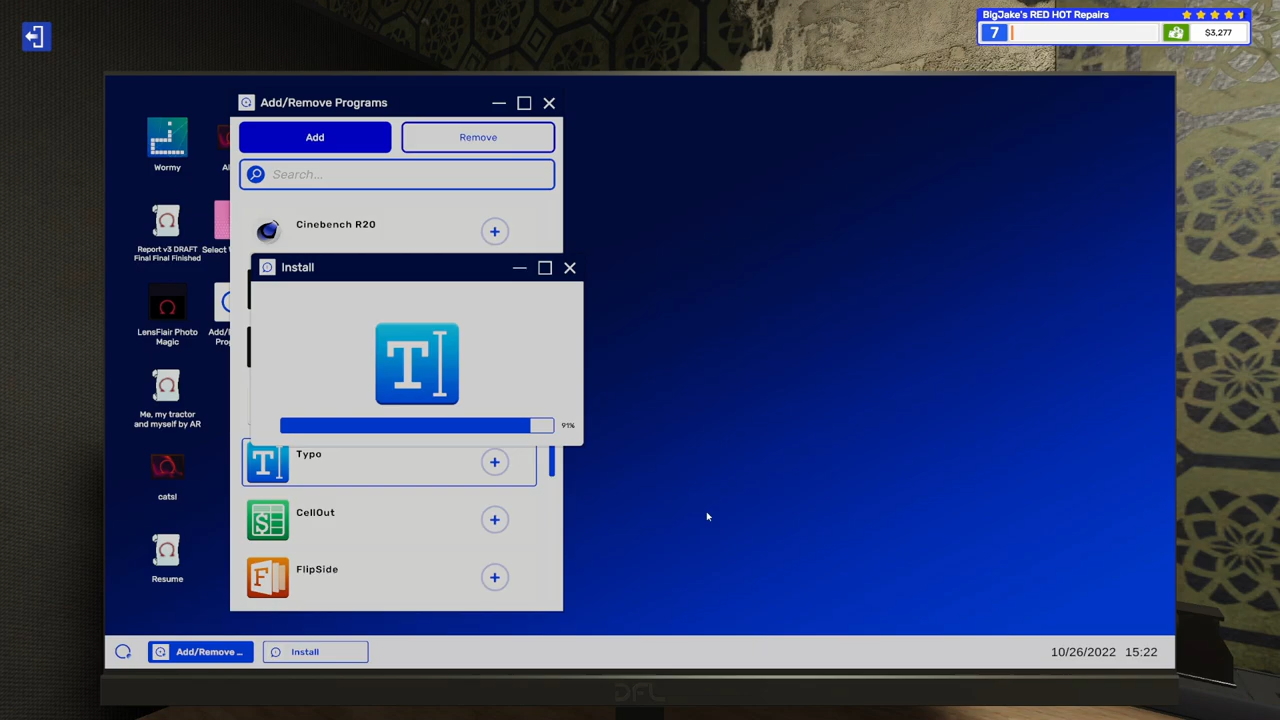 BigJake's RED HOT Repairs
7
$3,277
Add/Remove Programs
Add
Remove
Search...
Wormy
Cinebench R20
Report v3 DRAFT
Final Final Finished
Select
Install
LensFlair Photo
Magic
Add/
91%
Me, my tractor
and myself by AR
Typo
cats!
CellOut
FlipSide
Resume
Add/Remove ...
Install
10/26/2022 15:22
DFL